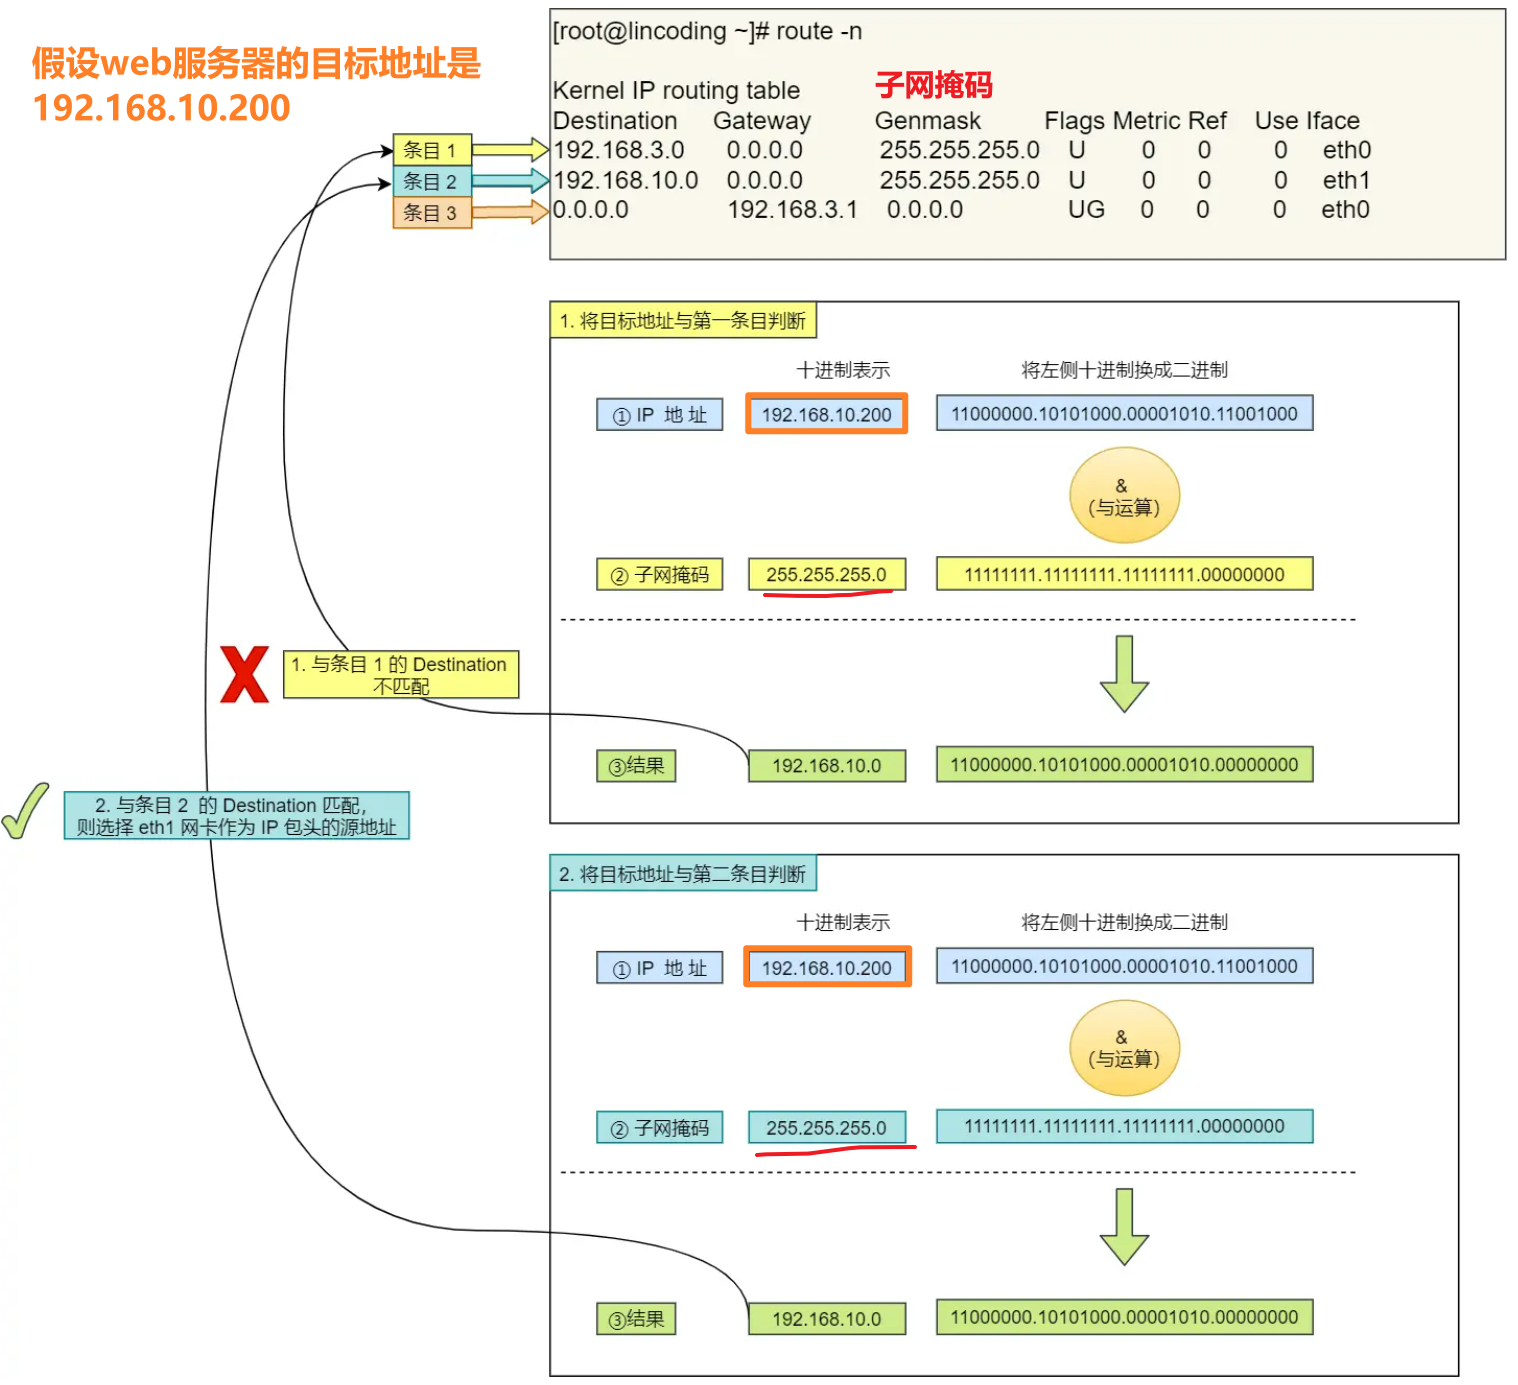 假设web服务器的目标地址是
192.168.10.200
[root@lincoding ~]# route -n
Kernel IP routing table
子网掩码
Destination Gateway Genmask Flags Metric Ref Use Iface
条目 1 192.168.3.0 0.0.0.0 255.255.255.0 U 0 0 0 eth0
条目 2 192.168.10.0 0.0.0.0 255.255.255.0 U 0 0 0 eth1
条目 3 0.0.0.0 192.168.3.1 0.0.0.0 UG 0 0 0 eth0
1. 将目标地址与第一条目判断
十进制表示 将左侧十进制换成二进制
① IP 地 址 192.168.10.200 11000000.10101000.00001010.11001000
&
（与运算）
② 子网掩码 255.255.255.0 11111111.11111111.11111111.00000000
X
1. 与条目 1 的 Destination
不匹配
③结果 192.168.10.0 11000000.10101000.00001010.00000000
2. 与条目 2 的 Destination 匹配，
则选择 eth1 网卡作为 IP 包头的源地址
2. 将目标地址与第二条目判断
十进制表示 将左侧十进制换成二进制
① IP 地 址 192.168.10.200 11000000.10101000.00001010.11001000
&
（与运算）
② 子网掩码 255.255.255.0 11111111.11111111.11111111.00000000
③结果 192.168.10.0 11000000.10101000.00001010.00000000